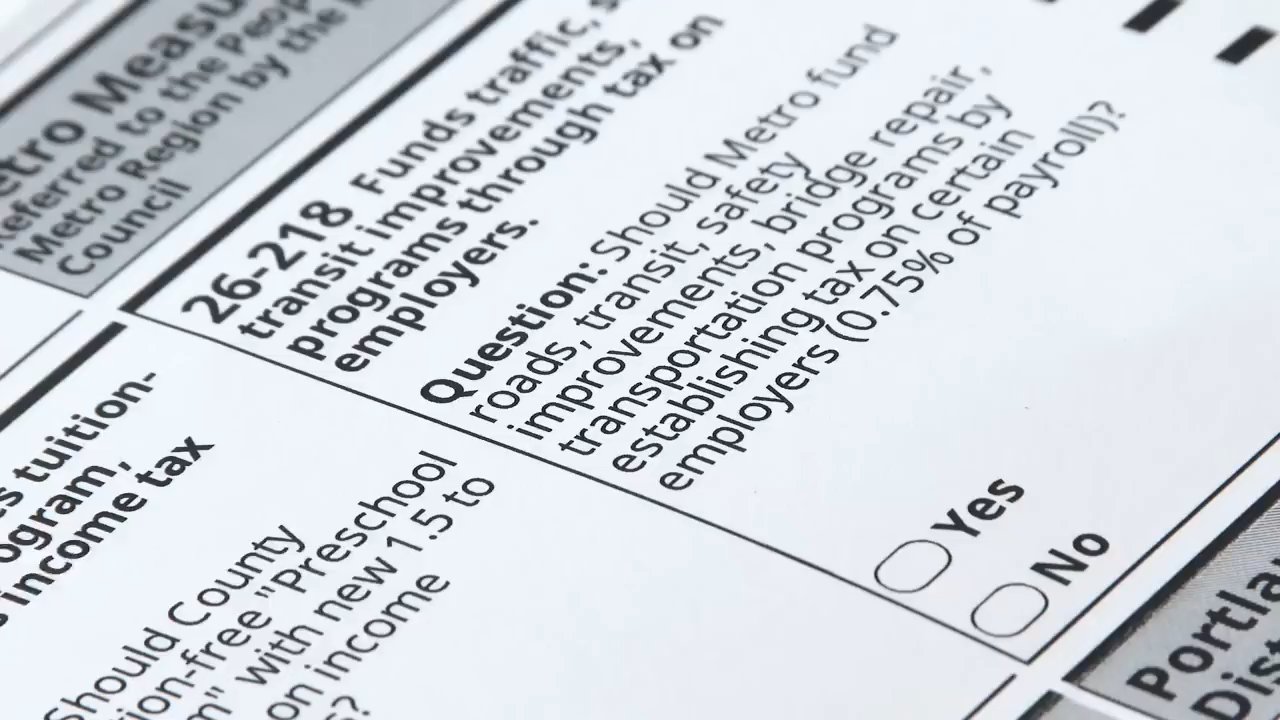 etro Measu
Referred to the Peop
Metro Region by the
Council
26-218 Funds traffic, s
transit improvements,
programs through tax on
employers.
Question: Should Metro fund
roads, transit, safety
improvements, bridge repair,
transportation programs by
establishing tax on certain
employers (0.75% of payroll)?
Yes
No
s tuition-
ogram,
income tax
Should County
tion-free "Preschool
m" with new 1.5 to
on income
s?
Portla
Dist